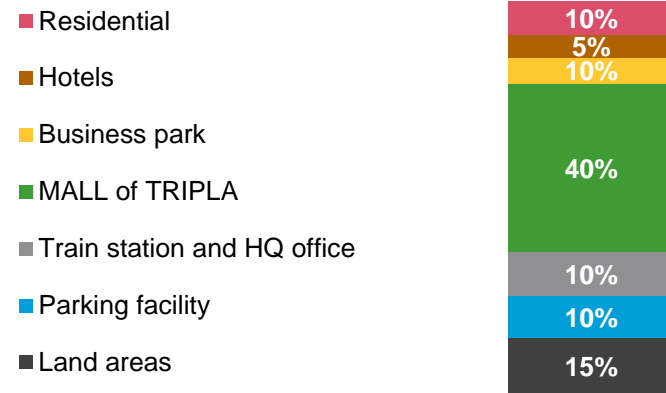 Residential
Hotels
Business park
MALL of TRIPLA
Train station and HQ office
Parking facility
Land areas
10%
5%
10%
40%
10%
10%
15%